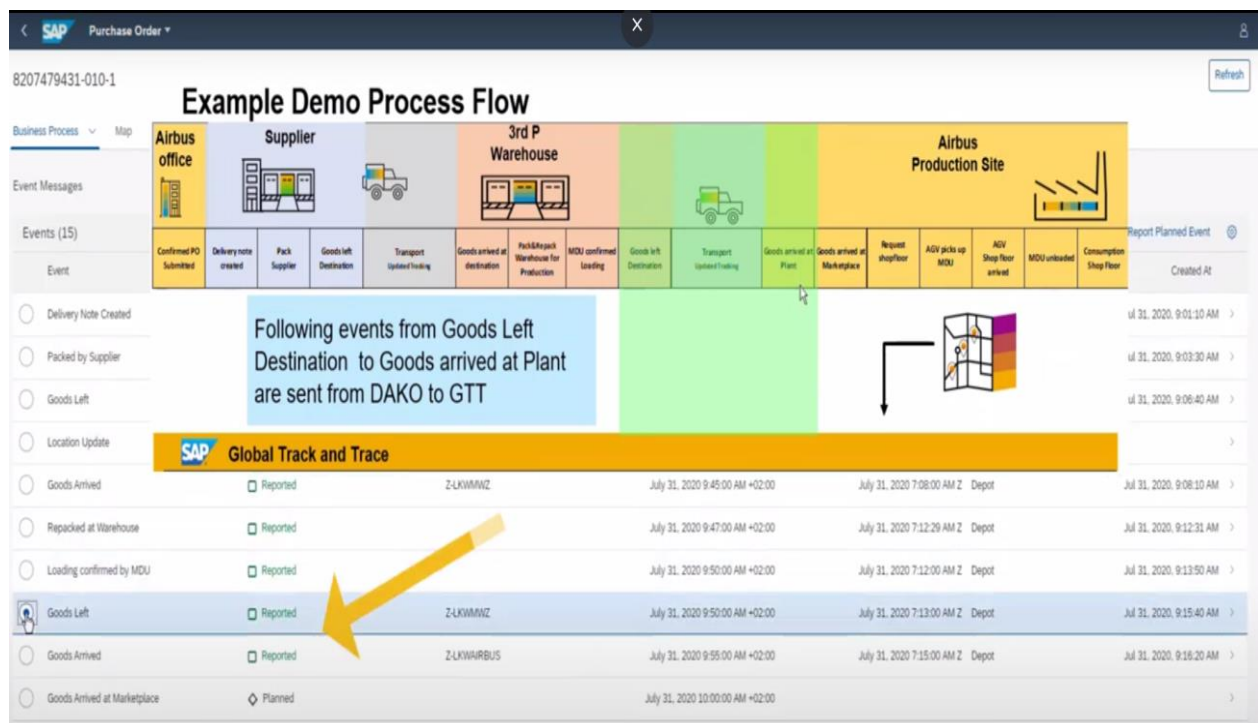 X
SAP Purchase Order
8207479431-010-1
Refresh
Example Demo Process Flow
Business Process Map
Airbus office
Supplier
3rd P Warehouse
Airbus Production Site
Event Messages
Events (15)
Report Planned Event
Confirmed PO Submitted
Delivery note created
Pack Supplier
Goods left Destination
Transport Updated Tracking
Goods arrived at destination
Pack&Repack Warehouse for Production
MDU confirmed Loading
Goods left Destination
Transport Updated Tracking
Goods arrived at Plant
Goods arrived at Marketplace
Request shopfloor
AGV picks up MDU
AGV Shop floor arrived
MDU unloaded
Consumption Shop Floor
Event
Created At
Delivery Note Created ul 31, 2020, 9:01:10 AM
Packed by Supplier ul 31, 2020, 9:03:30 AM
Goods Left ul 31, 2020, 9:06:40 AM
Location Update
Following events from Goods Left
Destination to Goods arrived at Plant
are sent from DAKO to GTT
SAP Global Track and Trace
Goods Arrived Reported Z-LKWMWZ July 31, 2020 9:45:00 AM +02:00 July 31, 2020 7:08:00 AM Z Depot Jul 31, 2020, 9:08:10 AM
Repacked at Warehouse Reported July 31, 2020 9:47:00 AM +02:00 July 31, 2020 7:12:29 AM Z Depot Jul 31, 2020, 9:12:31 AM
Loading confirmed by MDU Reported July 31, 2020 9:50:00 AM +02:00 July 31, 2020 7:12:00 AM Z Depot Jul 31, 2020, 9:13:50 AM
Goods Left Reported Z-LKWMWZ July 31, 2020 9:50:00 AM +02:00 July 31, 2020 7:13:00 AM Z Depot Jul 31, 2020, 9:15:40 AM
Goods Arrived Reported Z-LKWAIRBUS July 31, 2020 9:55:00 AM +02:00 July 31, 2020 7:15:00 AM Z Depot Jul 31, 2020, 9:16:20 AM
Goods Arrived at Marketplace Planned July 31, 2020 10:00:00 AM +02:00